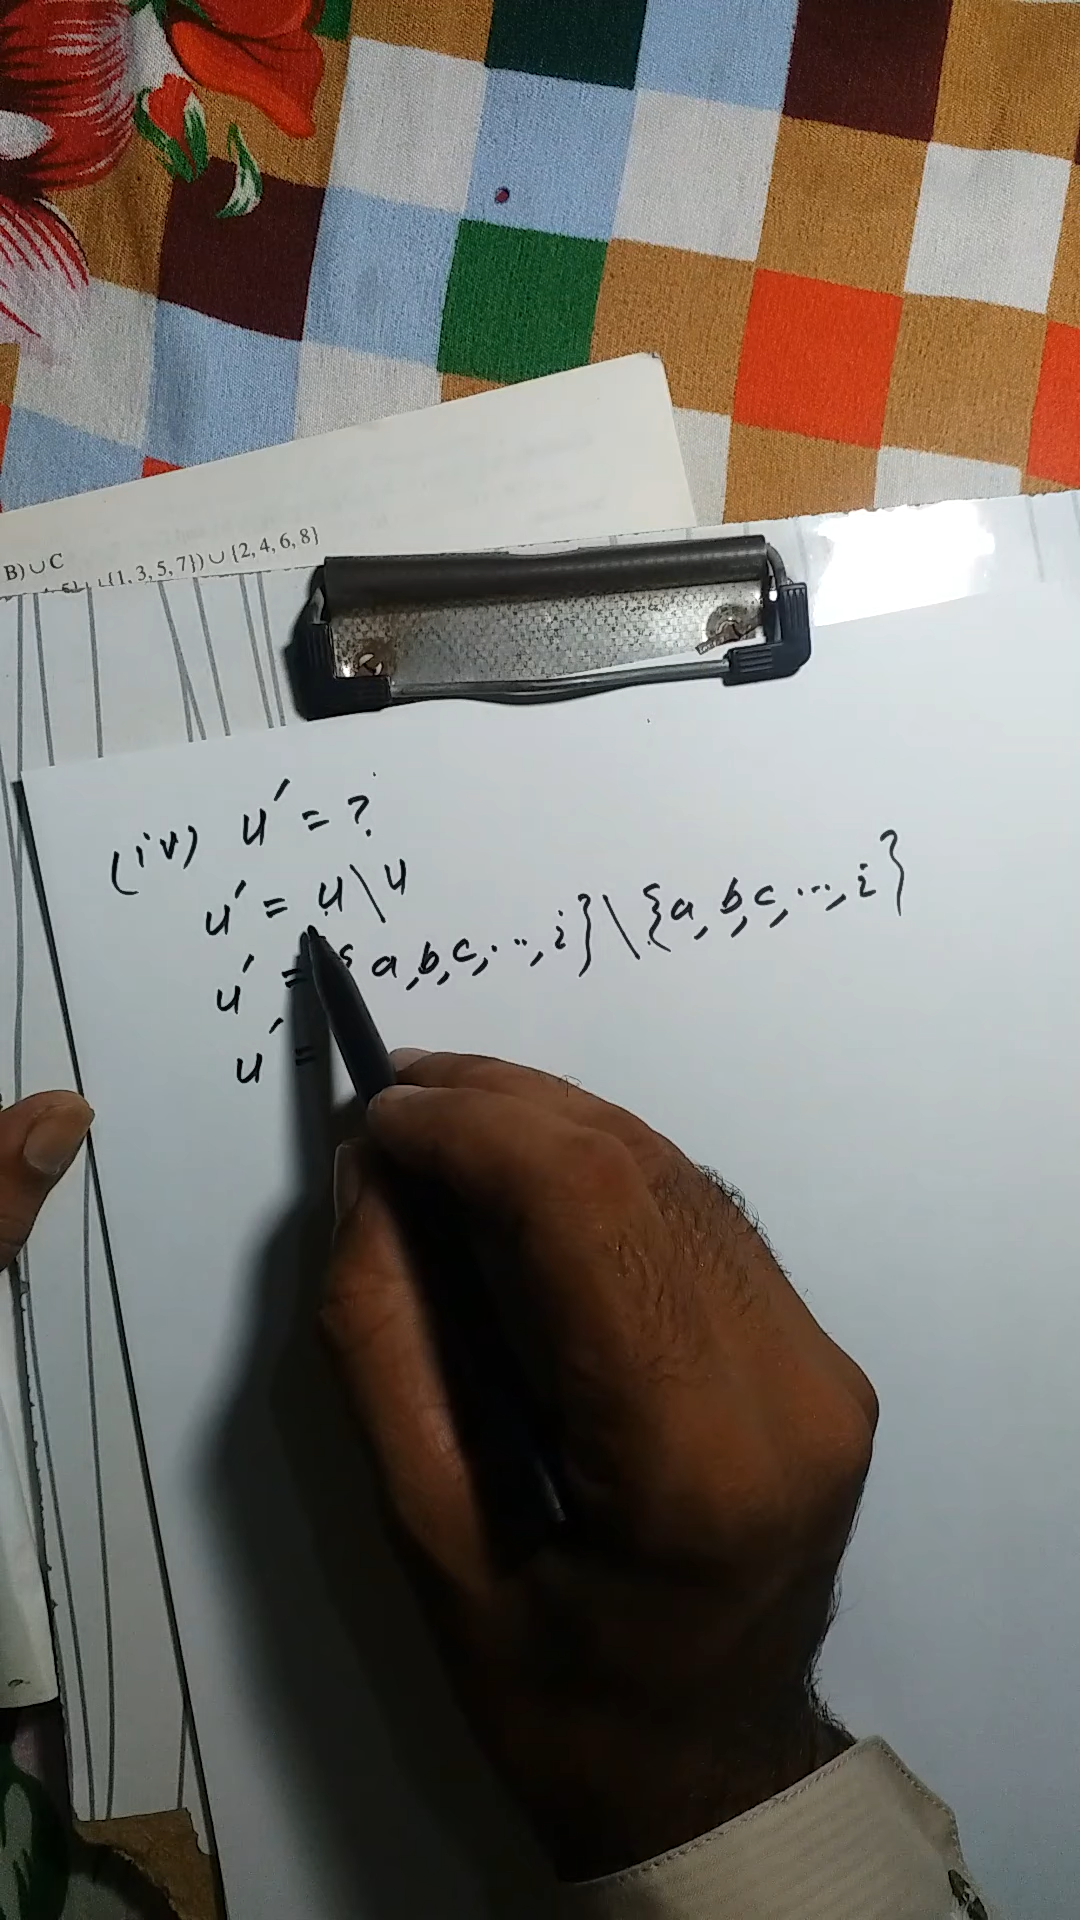 B) ∪ C
{1, 3, 5, 7}) ∪ {2, 4, 6, 8}
(iv) U' = ?
U' = U \ U
U' = { a, b, c, ..., i } \ { a, b, c, ..., i }
U' =